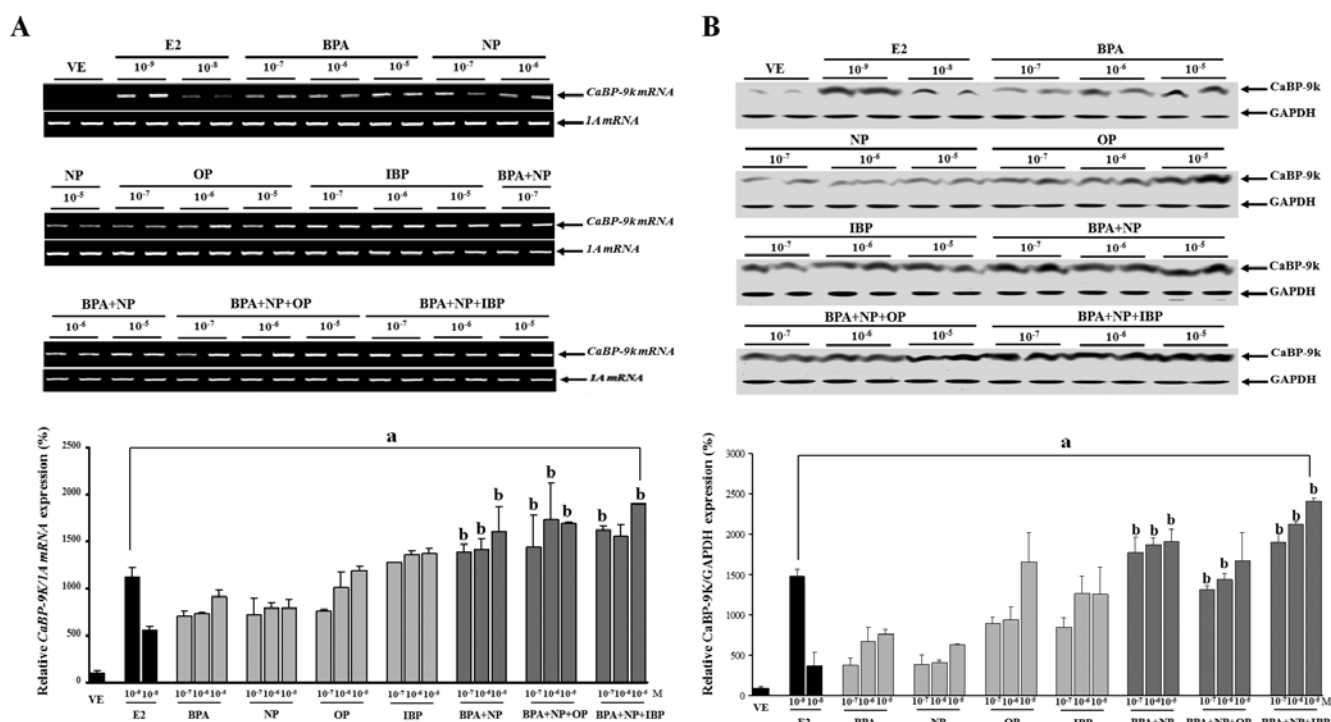 A
E2 BPA NP
VE 10-9 10-8 10-7 10-6 10-5 10-7 10-6
CaBP-9k mRNA
1A mRNA
NP OP IBP BPA+NP
10-5 10-7 10-6 10-5 10-7 10-6 10-5 10-7
CaBP-9k mRNA
1A mRNA
BPA+NP BPA+NP+OP BPA+NP+IBP
10-6 10-5 10-7 10-6 10-5 10-7 10-6 10-5
CaBP-9k mRNA
1A mRNA
a
Relative CaBP-9K/1A mRNA expression (%)
2500
2000
1500
1000
500
0
b b b b b b b b
VE
10-9 10-8 10-7 10-6 10-5 10-7 10-6 10-5 10-7 10-6 10-5 10-7 10-6 10-5 10-7 10-6 10-5 10-7 10-6 10-5 10-7 10-6 10-5 M
E2 BPA NP OP IBP BPA+NP BPA+NP+OP BPA+NP+IBP
B
E2 BPA
VE 10-9 10-8 10-7 10-6 10-5
CaBP-9k
GAPDH
NP OP
10-7 10-6 10-5 10-7 10-6 10-5
CaBP-9k
GAPDH
IBP BPA+NP
10-7 10-6 10-5 10-7 10-6 10-5
CaBP-9k
GAPDH
BPA+NP+OP BPA+NP+IBP
10-7 10-6 10-5 10-7 10-6 10-5
CaBP-9k
GAPDH
a
Relative CaBP-9K/GAPDH expression (%)
3000
2500
2000
1500
1000
500
0
b b b b b b b b
VE
10-9 10-8 10-7 10-6 10-5 10-7 10-6 10-5 10-7 10-6 10-5 10-7 10-6 10-5 10-7 10-6 10-5 10-7 10-6 10-5 10-7 10-6 10-5 M
E2 BPA NP OP IBP BPA+NP BPA+NP+OP BPA+NP+IBP